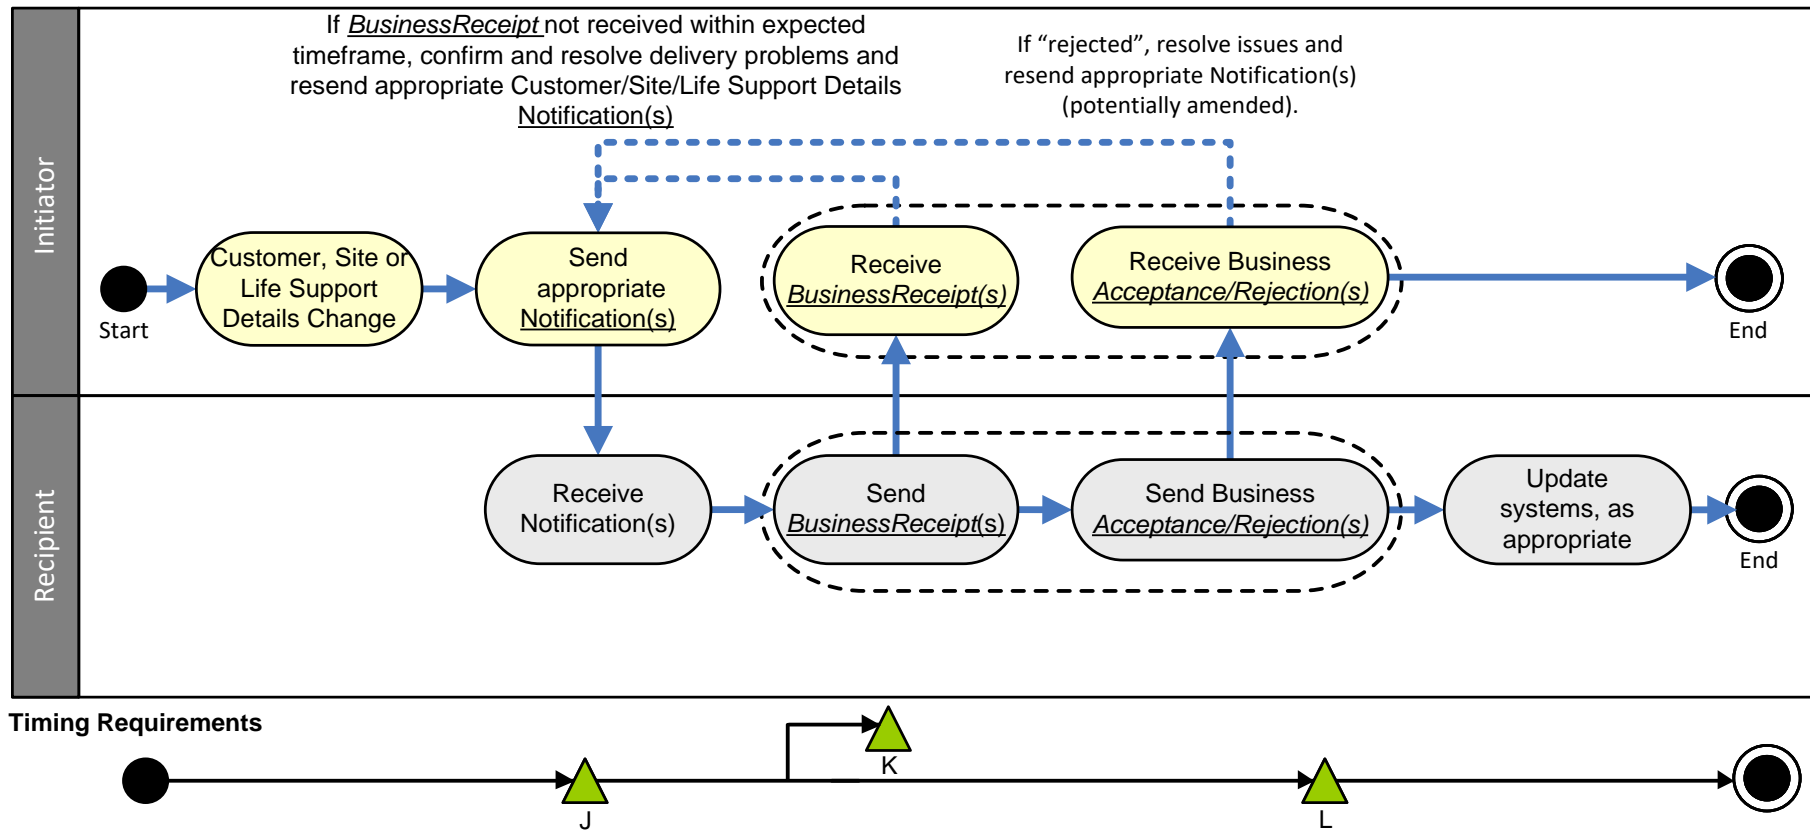 If BusinessReceipt not received within expected
timeframe, confirm and resolve delivery problems and
resend appropriate Customer/Site/Life Support Details
Notification(s)
If “rejected”, resolve issues and
resend appropriate Notification(s)
(potentially amended).
Initiator
Start
Customer, Site or
Life Support
Details Change
Send
appropriate
Notification(s)
Receive
BusinessReceipt(s)
Receive Business
Acceptance/Rejection(s)
End
Recipient
Receive
Notification(s)
Send
BusinessReceipt(s)
Send Business
Acceptance/Rejection(s)
Update
systems, as
appropriate
End
Timing Requirements
J
K
L